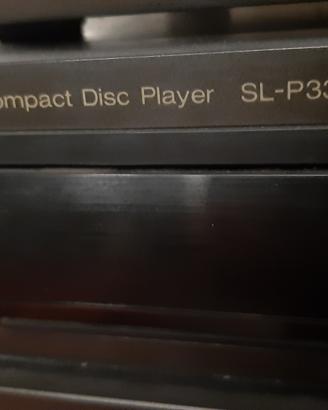 ompact Disc Player SL-P33